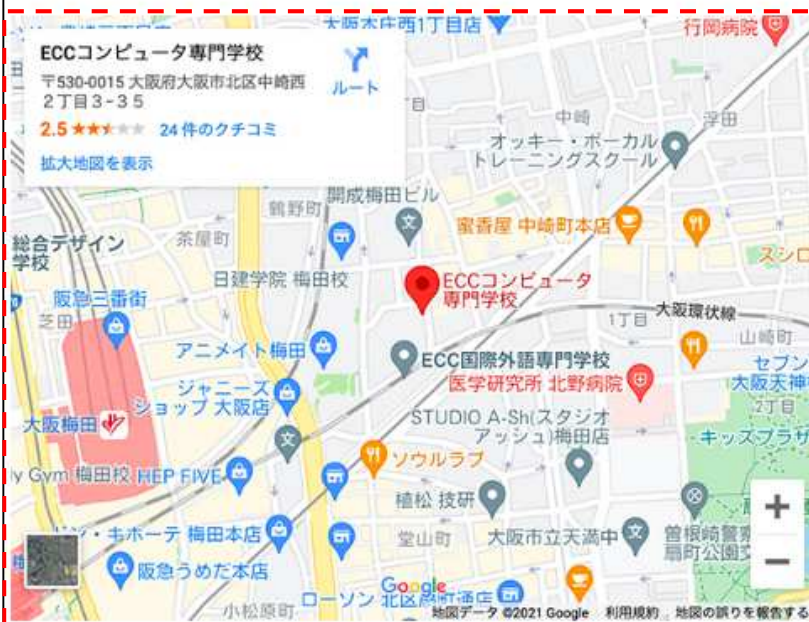 大阪本庄西1丁目店
行岡病院
ECCコンピュータ専門学校
〒530-0015 大阪府大阪市北区中崎西
２丁目３−３５
ルート
2.5 24 件のクチコミ
拡大地図を表示
中崎
浮田
オッキー・ボーカル
トレーニングスクール
開成梅田ビル
鶴野町
茶屋町
総合デザイン
学校
蜜香屋 中崎町本店
スシロ
日建学院 梅田校
ECCコンピュータ
専門学校
阪急三番街
芝田
大阪環状線
1丁目
山崎町
アニメイト梅田
ECC国際外語専門学校
セブン
大阪天神
医学研究所 北野病院
ジャニーズ
ショップ 大阪店
2丁目
STUDIO A-Sh(スタジオ
アッシュ)梅田店
大阪梅田
キッズプラザ
ソウルラブ
y Gym 梅田校
HEP FIVE
植松 技研
ドン・キホーテ 梅田本店
堂山町
大阪市立天満中
曽根崎警察
扇町公園交
阪急うめだ本店
Google
ローソン 北区扇町通店
小松原町
地図データ ©2021 Google 利用規約 地図の誤りを報告する